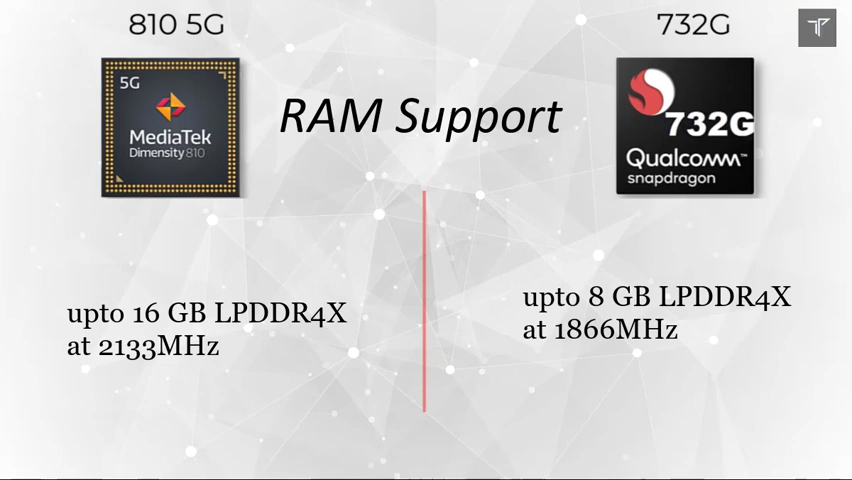 810 5G
732G
5G
MediaTek
Dimensity 810
RAM Support
732G
Qualcomm™
snapdragon
upto 16 GB LPDDR4X
at 2133MHz
upto 8 GB LPDDR4X
at 1866MHz